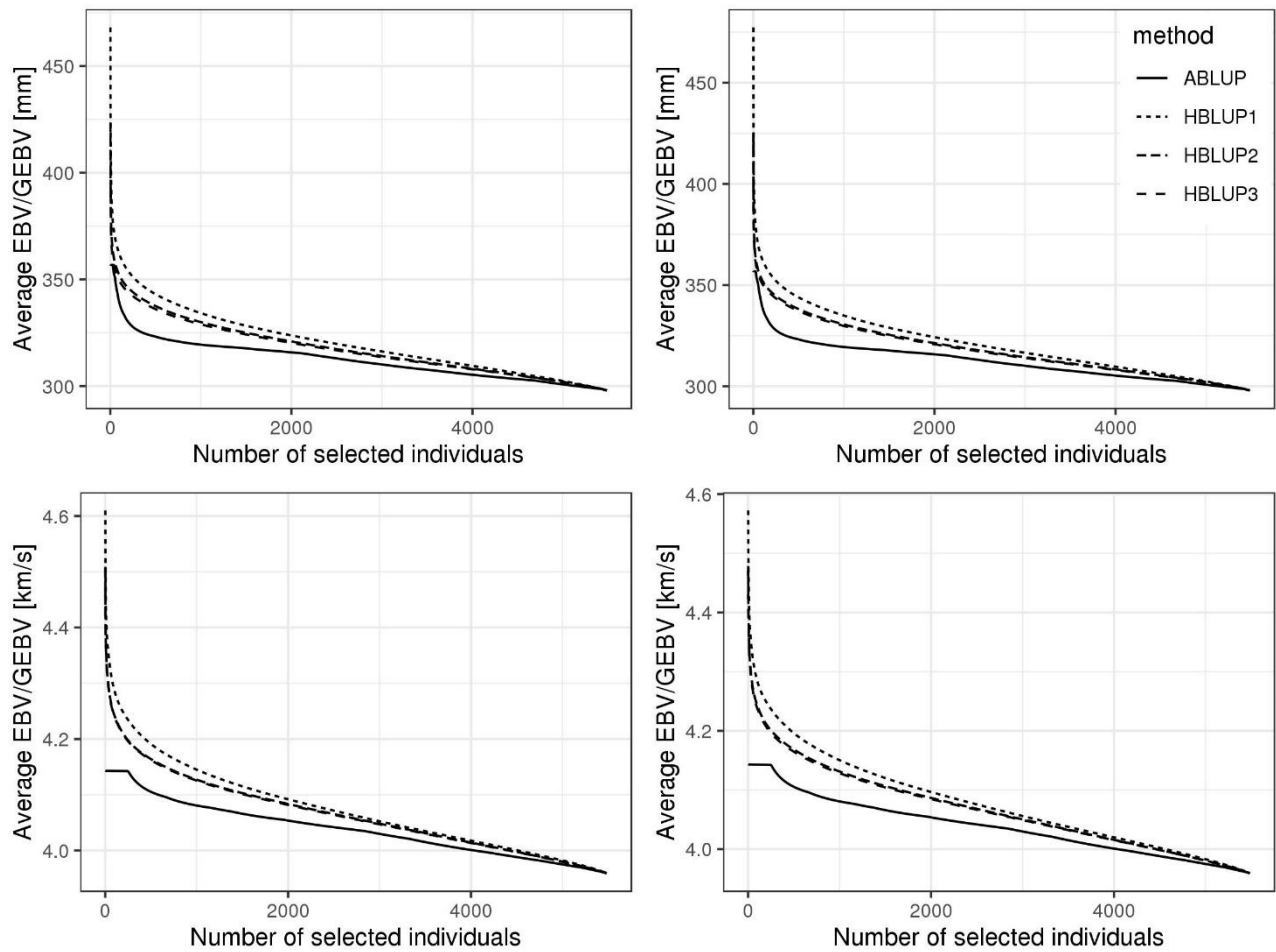 Average EBV/GEBV [mm]
450
400
350
300
0
2000
4000
Number of selected individuals
Average EBV/GEBV [mm]
450
400
350
300
0
2000
4000
Number of selected individuals
method
ABLUP
HBLUP1
HBLUP2
HBLUP3
Average EBV/GEBV [km/s]
4.6
4.4
4.2
4.0
0
2000
4000
Number of selected individuals
Average EBV/GEBV [km/s]
4.6
4.4
4.2
4.0
0
2000
4000
Number of selected individuals